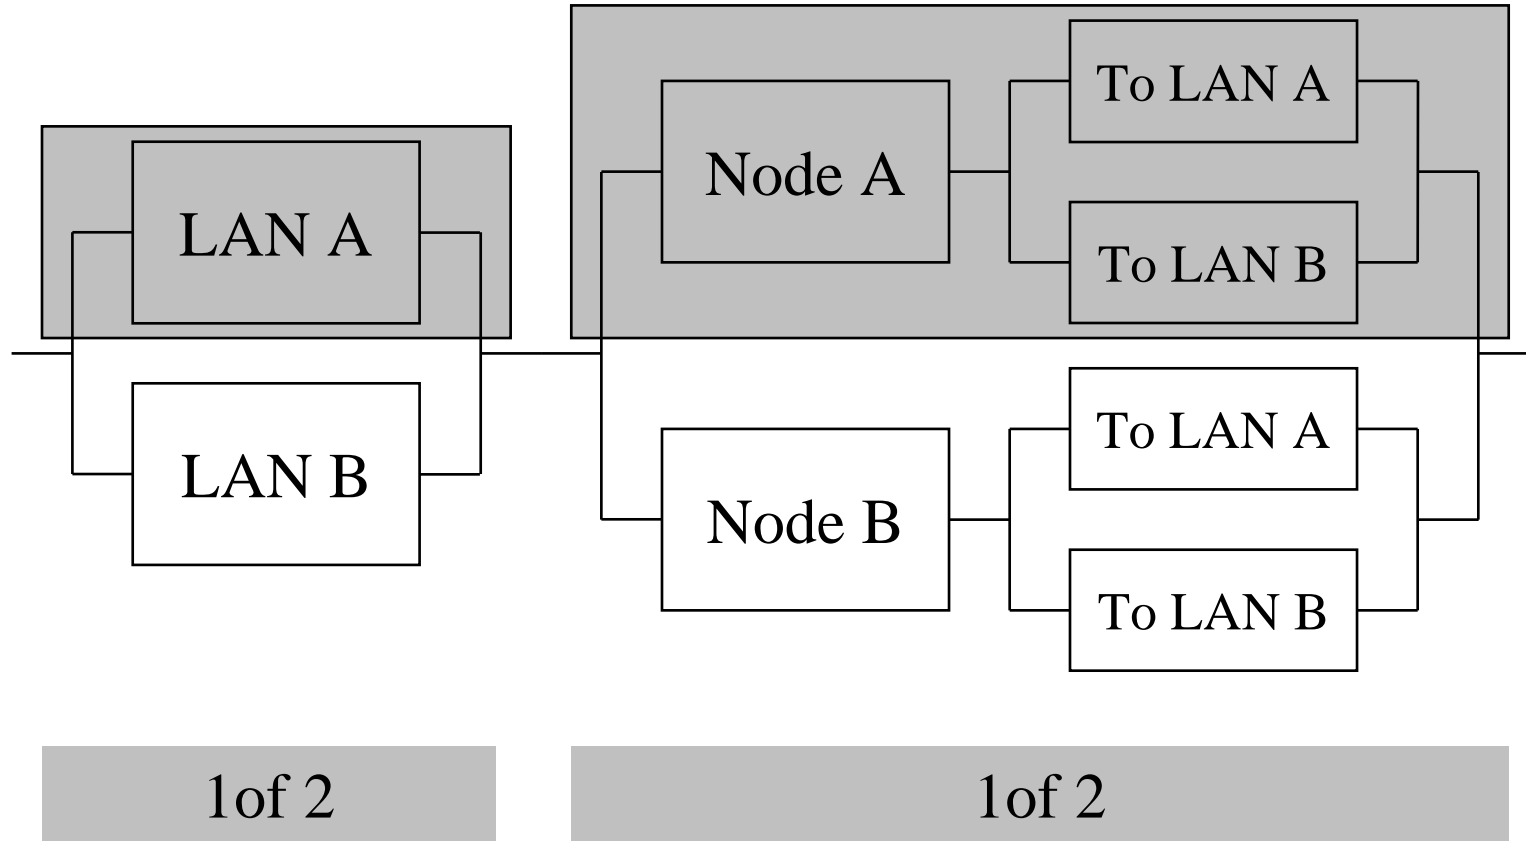 To LAN A
Node A
LAN A
To LAN B
To LAN A
LAN B
Node B
To LAN B
1of 2
1of 2